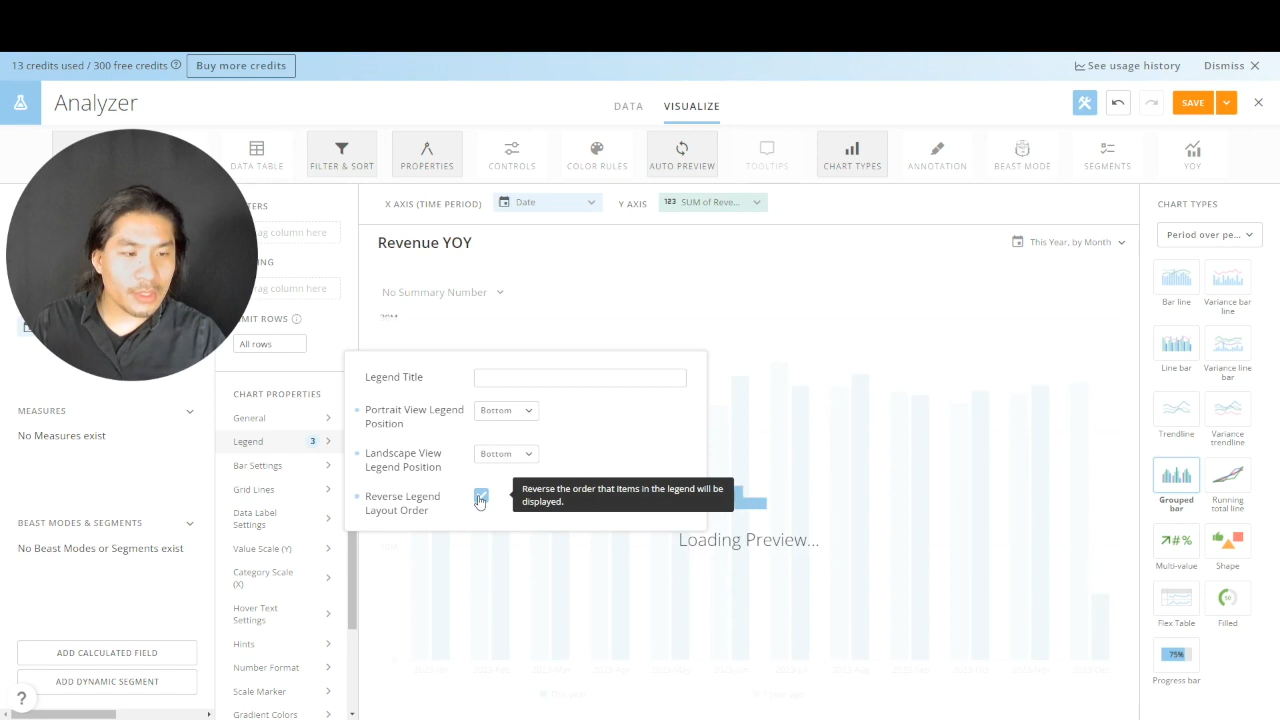 13 credits used / 300 free credits
Buy more credits
See usage history
Dismiss
Analyzer
DATA
VISUALIZE
SAVE
DATA TABLE
FILTER & SORT
PROPERTIES
CONTROLS
COLOR RULES
AUTO PREVIEW
TOOLTIPS
CHART TYPES
ANNOTATION
BEAST MODE
SEGMENTS
YOY
X AXIS (TIME PERIOD)
Date
Y AXIS
123 SUM of Reve...
Revenue YOY
This Year, by Month
No Summary Number
column here
column here
All rows
MEASURES
No Measures exist
BEAST MODES & SEGMENTS
No Beast Modes or Segments exist
ADD CALCULATED FIELD
ADD DYNAMIC SEGMENT
?
CHART PROPERTIES
General
Legend 3
Bar Settings
Grid Lines
Data Label
Settings
Value Scale (Y)
Category Scale
(X)
Hover Text
Settings
Hints
Number Format
Scale Marker
Gradient Colors
Legend Title
Portrait View Legend
Position
Bottom
Landscape View
Legend Position
Bottom
Reverse Legend
Layout Order
Reverse the order that items in the legend will be
displayed.
Loading Preview...
CHART TYPES
Period over pe...
Bar line
Variance bar
line
Line bar
Variance line
bar
Trendline
Variance
trendline
Grouped
bar
Running
total line
#%
Multi-value
Shape
Flex Table
50
Filled
75%
Progress bar